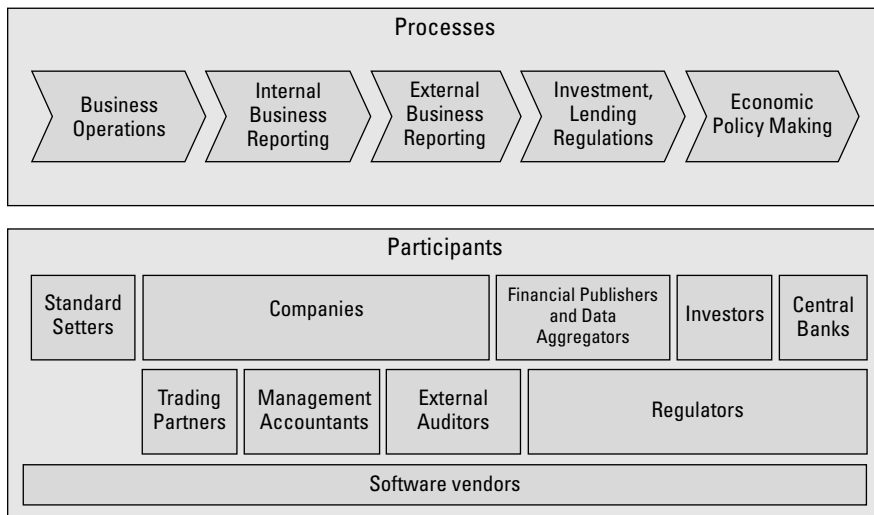 Processes
Business
Operations
Internal
Business
Reporting
External
Business
Reporting
Investment,
Lending
Regulations
Economic
Policy Making
Participants
Standard
Setters
Companies
Financial Publishers
and Data
Aggregators
Investors
Central
Banks
Trading
Partners
Management
Accountants
External
Auditors
Regulators
Software vendors